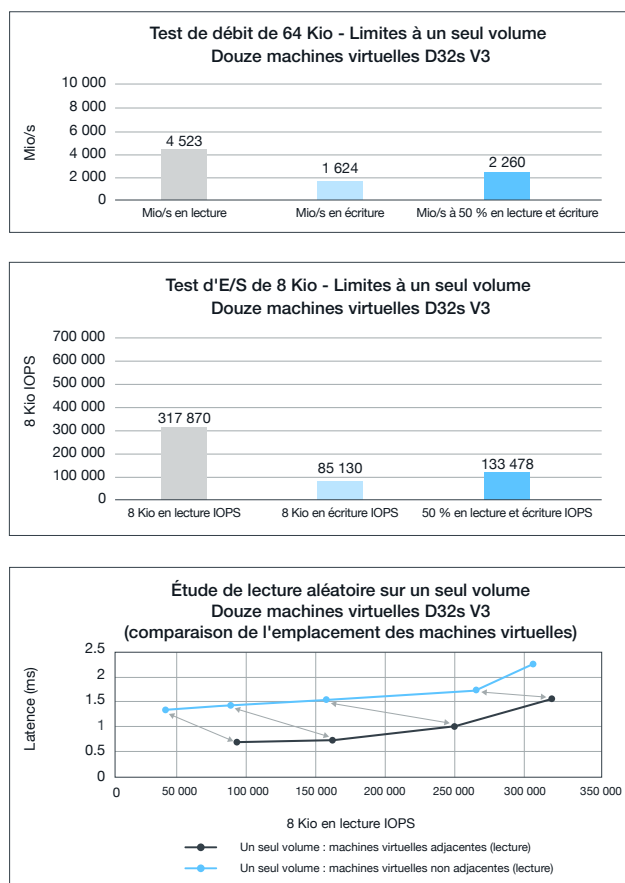 Test de débit de 64 Kio - Limites à un seul volume
Douze machines virtuelles D32s V3
Mio/s
10 000
8 000
6 000
4 000
2 000
0
4 523
1 624
2 260
Mio/s en lecture
Mio/s en écriture
Mio/s à 50 % en lecture et écriture
Test d'E/S de 8 Kio - Limites à un seul volume
Douze machines virtuelles D32s V3
8 Kio IOPS
700 000
600 000
500 000
400 000
300 000
200 000
100 000
0
317 870
85 130
133 478
8 Kio en lecture IOPS
8 Kio en écriture IOPS
50 % en lecture et écriture IOPS
Étude de lecture aléatoire sur un seul volume
Douze machines virtuelles D32s V3
(comparaison de l'emplacement des machines virtuelles)
Latence (ms)
2.5
2
1.5
1
0.5
0
0
50 000
100 000
150 000
200 000
250 000
300 000
350 000
8 Kio en lecture IOPS
Un seul volume : machines virtuelles adjacentes (lecture)
Un seul volume : machines virtuelles non adjacentes (lecture)